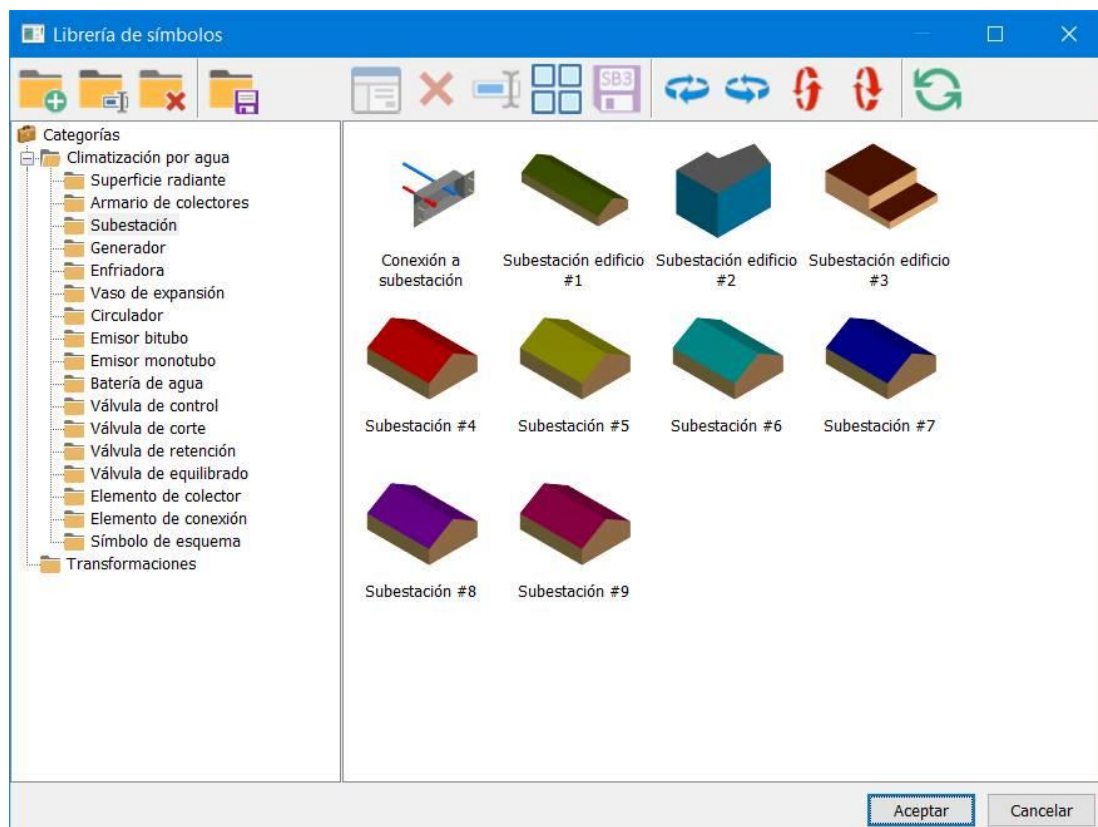 Librería de símbolos
SB3
Categorías
Climatización por agua
Superficie radiante
Armario de colectores
Subestación
Generador
Enfriadora
Vaso de expansión
Circulador
Emisor bitubo
Emisor monotubo
Batería de agua
Válvula de control
Válvula de corte
Válvula de retención
Válvula de equilibrado
Elemento de colector
Elemento de conexión
Símbolo de esquema
Transformaciones
Conexión a
subestación
Subestación edificio
#1
Subestación edificio
#2
Subestación edificio
#3
Subestación #4
Subestación #5
Subestación #6
Subestación #7
Subestación #8
Subestación #9
Aceptar
Cancelar